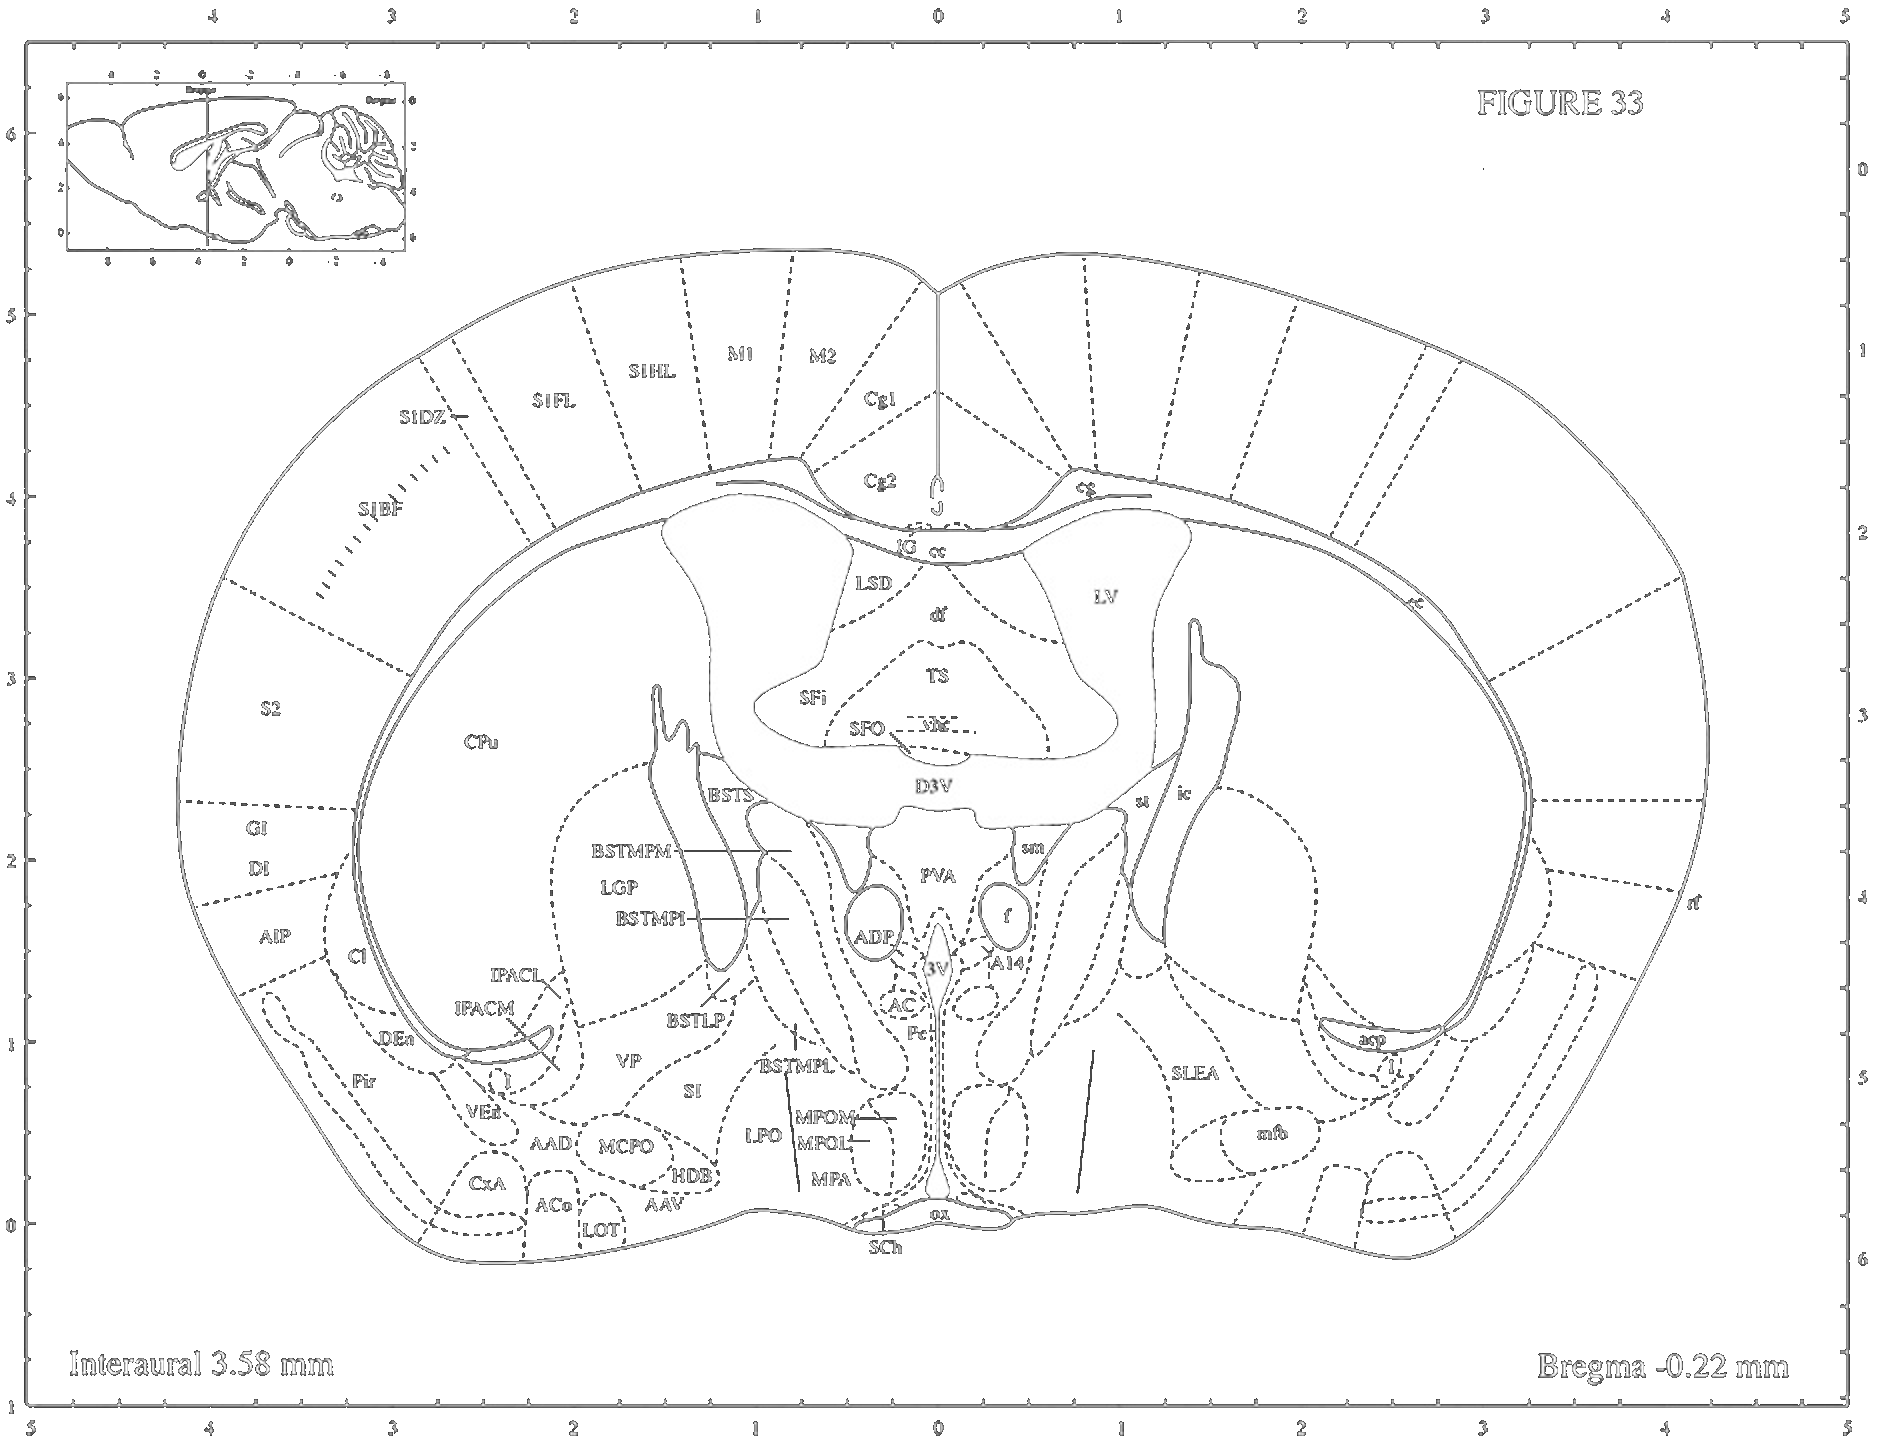 5 4 3 2 1 0 1 2 3 4 5
Bregma
Bregma
FIGURE 33
6
0
5
M1 M2
1
S1HL
S1FL Cg1
S1DZ
Cg2 cg
4
S1BF
2
IG cc
LSD LV
df
3 TS
SFi
S2
SFO 3
CPu
D3V
BSTS st ic
GI
BSTMPM sm
2 DI
LGP PVA
4
BSTMPI f
AIP ADP
Cl 3V A14
IPACL
AC
IPACM
BSTLP
Pe
1 DEn acp
VP
BSTMPL
Pir I I SLEA 5
SI
VEn MPOM
LPO mfb
AAD MCPO MPOL
HDB MPA
CxA
ACo AAV
0 LOT ox
SCh
6
Interaural 3.58 mm Bregma -0.22 mm
1
5 4 3 2 1 0 1 2 3 4 5